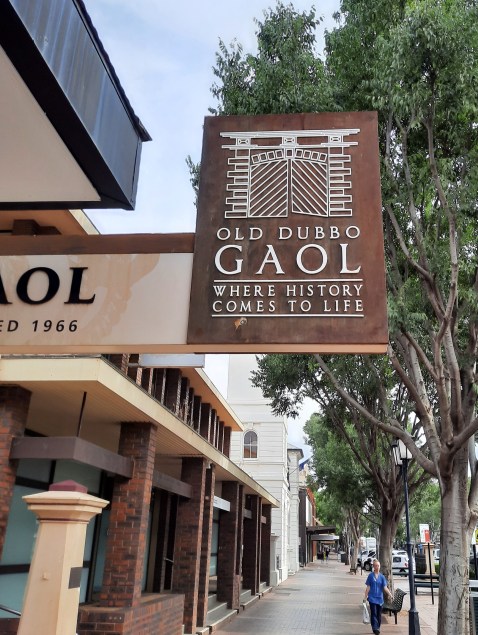 OLD DUBBO
GAOL
WHERE HISTORY
COMES TO LIFE
AOL
ED 1966